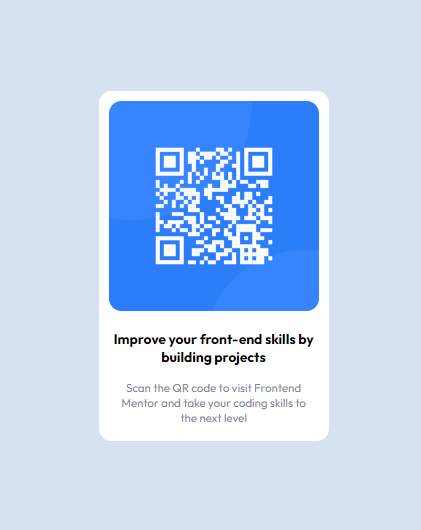 Improve your front-end skills by
building projects
Scan the QR code to visit Frontend
Mentor and take your coding skills to
the next level